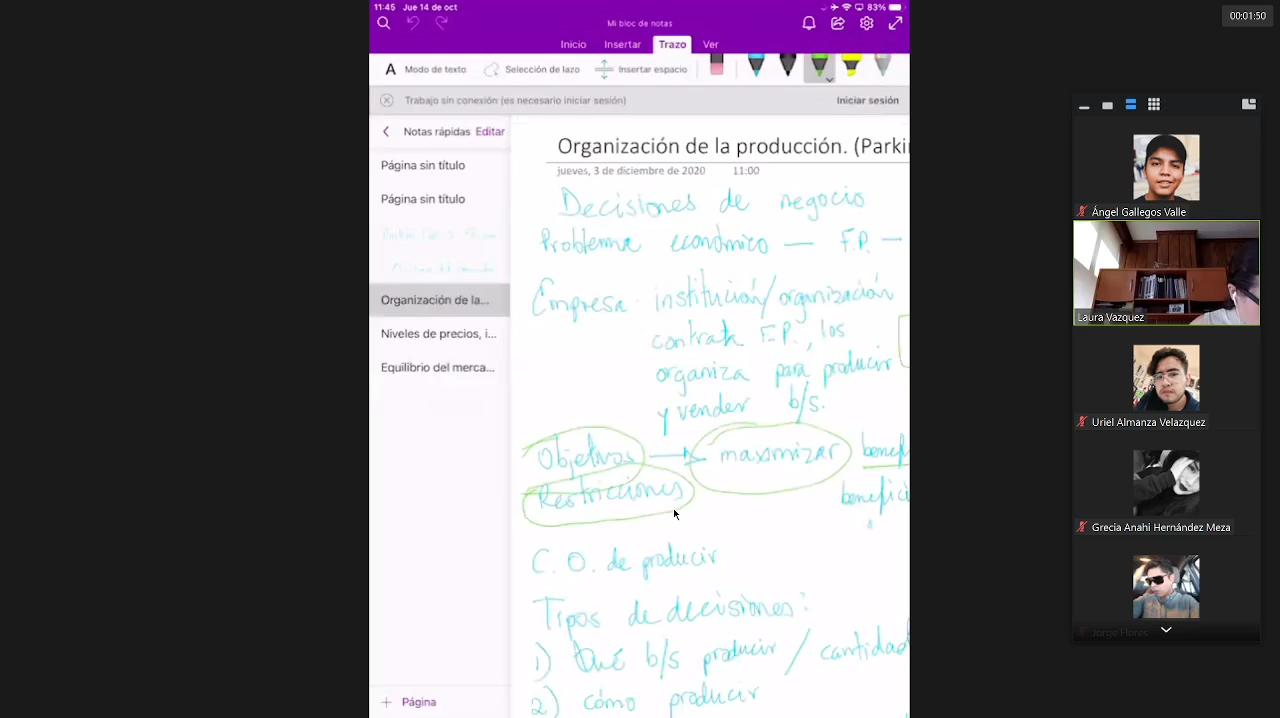 11:45 Jue 14 de oct
83%
00:01:50
Mi bloc de notas
Inicio Insertar Trazo Ver
A Modo de texto Selección de lazo Insertar espacio
Trabajo sin conexión (es necesario iniciar sesión) Iniciar sesión
Notas rápidas Editar
Página sin título
Página sin título
Organización de la...
Niveles de precios, i...
Equilibrio del merca...
+ Página
Organización de la producción. (Parki
jueves, 3 de diciembre de 2020 11:00
Decisiones de negocio
Problema económico — F.P. —
Empresa: institución/organización
contrata F.P., los
organiza para producir
y vender b/s.
Objetivos → maximizar benef
Restricciones benefici
C. O. de producir
Tipos de decisiones:
1) Qué b/s producir / cantidad
2) cómo producir
Ángel Gallegos Valle
Laura Vazquez
Uriel Almanza Velazquez
Grecia Anahi Hernández Meza
Jorge Flores